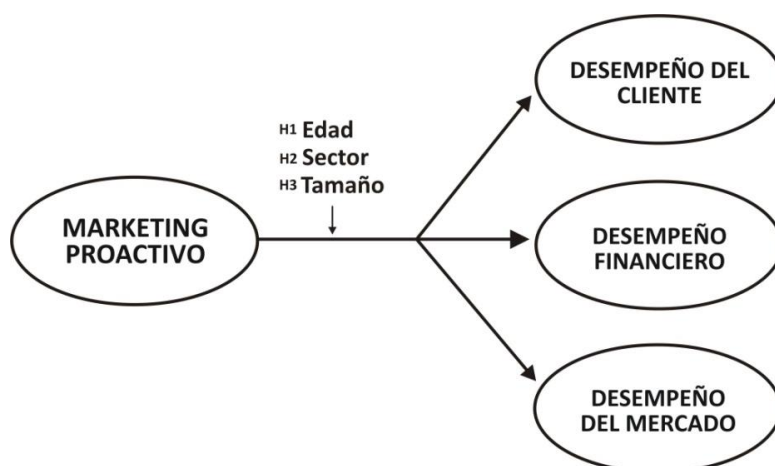 DESEMPEÑO DEL
CLIENTE
H1 Edad
H2 Sector
H3 Tamaño
MARKETING
PROACTIVO
DESEMPEÑO
FINANCIERO
DESEMPEÑO
DEL MERCADO